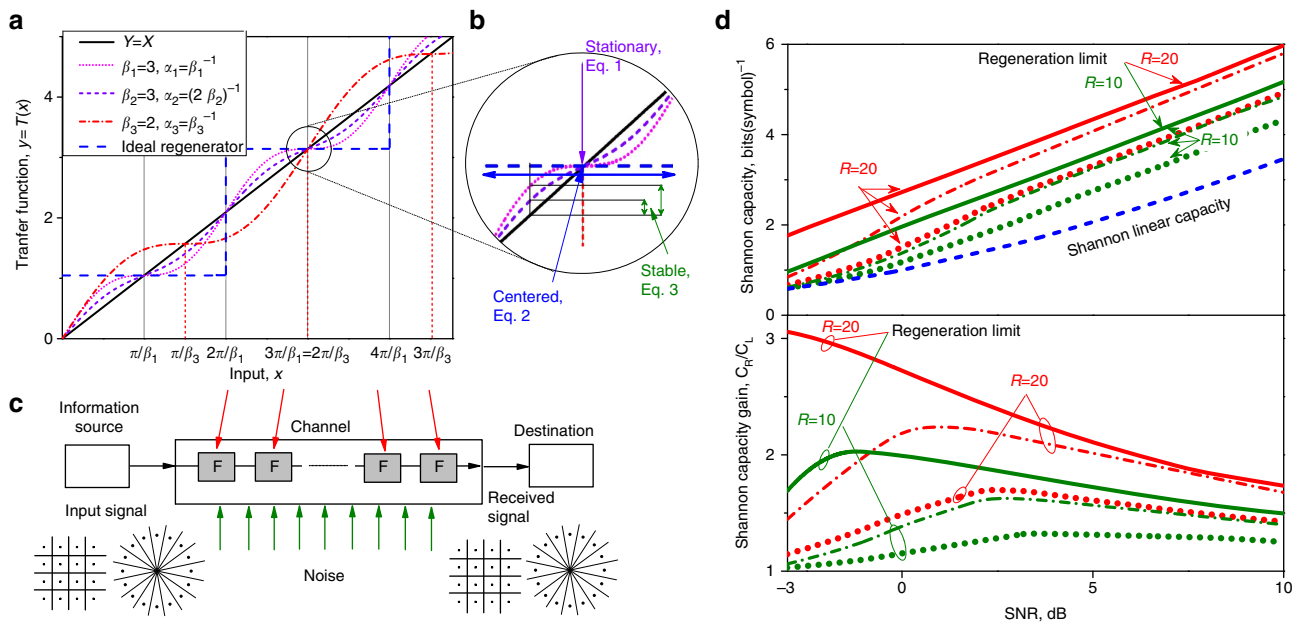 a
Y=X
β1=3, α1=β1⁻¹
β2=3, α2=(2 β2)⁻¹
β3=2, α3=β3⁻¹
Ideal regenerator
Tranfer function, y= T(x)
4
2
0
π/β1
π/β3
2π/β1
3π/β1=2π/β3
4π/β1
3π/β3
Input, x
b
Stationary,
Eq. 1
Centered,
Eq. 2
Stable,
Eq. 3
c
Information
source
Channel
Destination
F
F
F
F
Input signal
Received
signal
Noise
d
Shannon capacity, bits(symbol)⁻¹
6
4
2
0
Regeneration limit
R=20
R=10
R=20
R=10
Shannon linear capacity
Shannon capacity gain, CR/CL
3
2
1
R=20
Regeneration limit
R=20
R=10
−3
0
5
10
SNR, dB